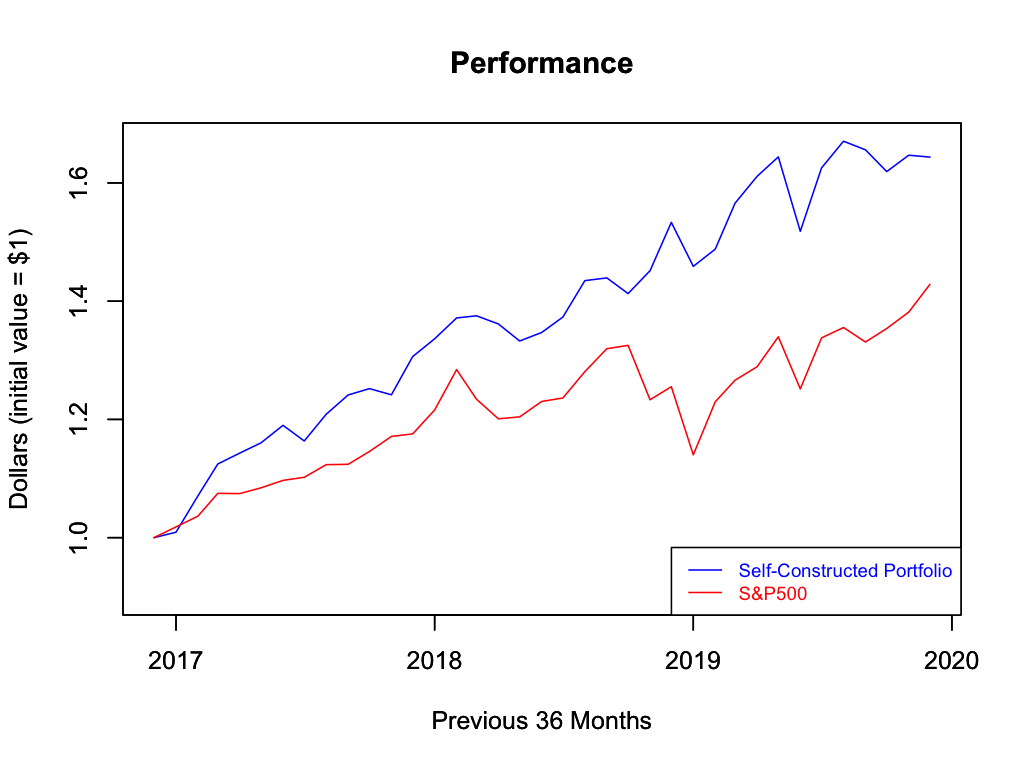 Performance
Dollars (initial value = $1)
1.6
1.4
1.2
1.0
Self-Constructed Portfolio
S&P500
2017 2018 2019 2020
Previous 36 Months